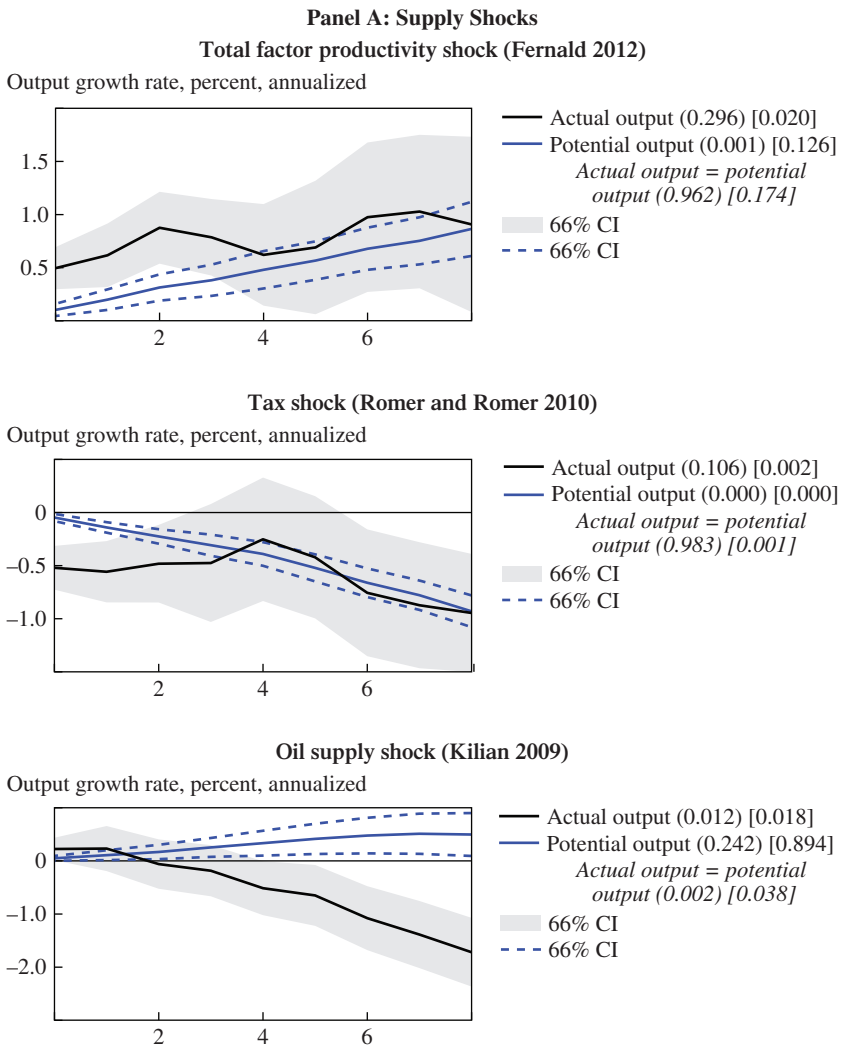 Panel A: Supply Shocks
Total factor productivity shock (Fernald 2012)
Output growth rate, percent, annualized
1.5
1.0
0.5
2
4
6
Actual output (0.296) [0.020]
Potential output (0.001) [0.126]
Actual output = potential
output (0.962) [0.174]
66% CI
66% CI
Tax shock (Romer and Romer 2010)
Output growth rate, percent, annualized
0
−0.5
−1.0
2
4
6
Actual output (0.106) [0.002]
Potential output (0.000) [0.000]
Actual output = potential
output (0.983) [0.001]
66% CI
66% CI
Oil supply shock (Kilian 2009)
Output growth rate, percent, annualized
0
−1.0
−2.0
2
4
6
Actual output (0.012) [0.018]
Potential output (0.242) [0.894]
Actual output = potential
output (0.002) [0.038]
66% CI
66% CI